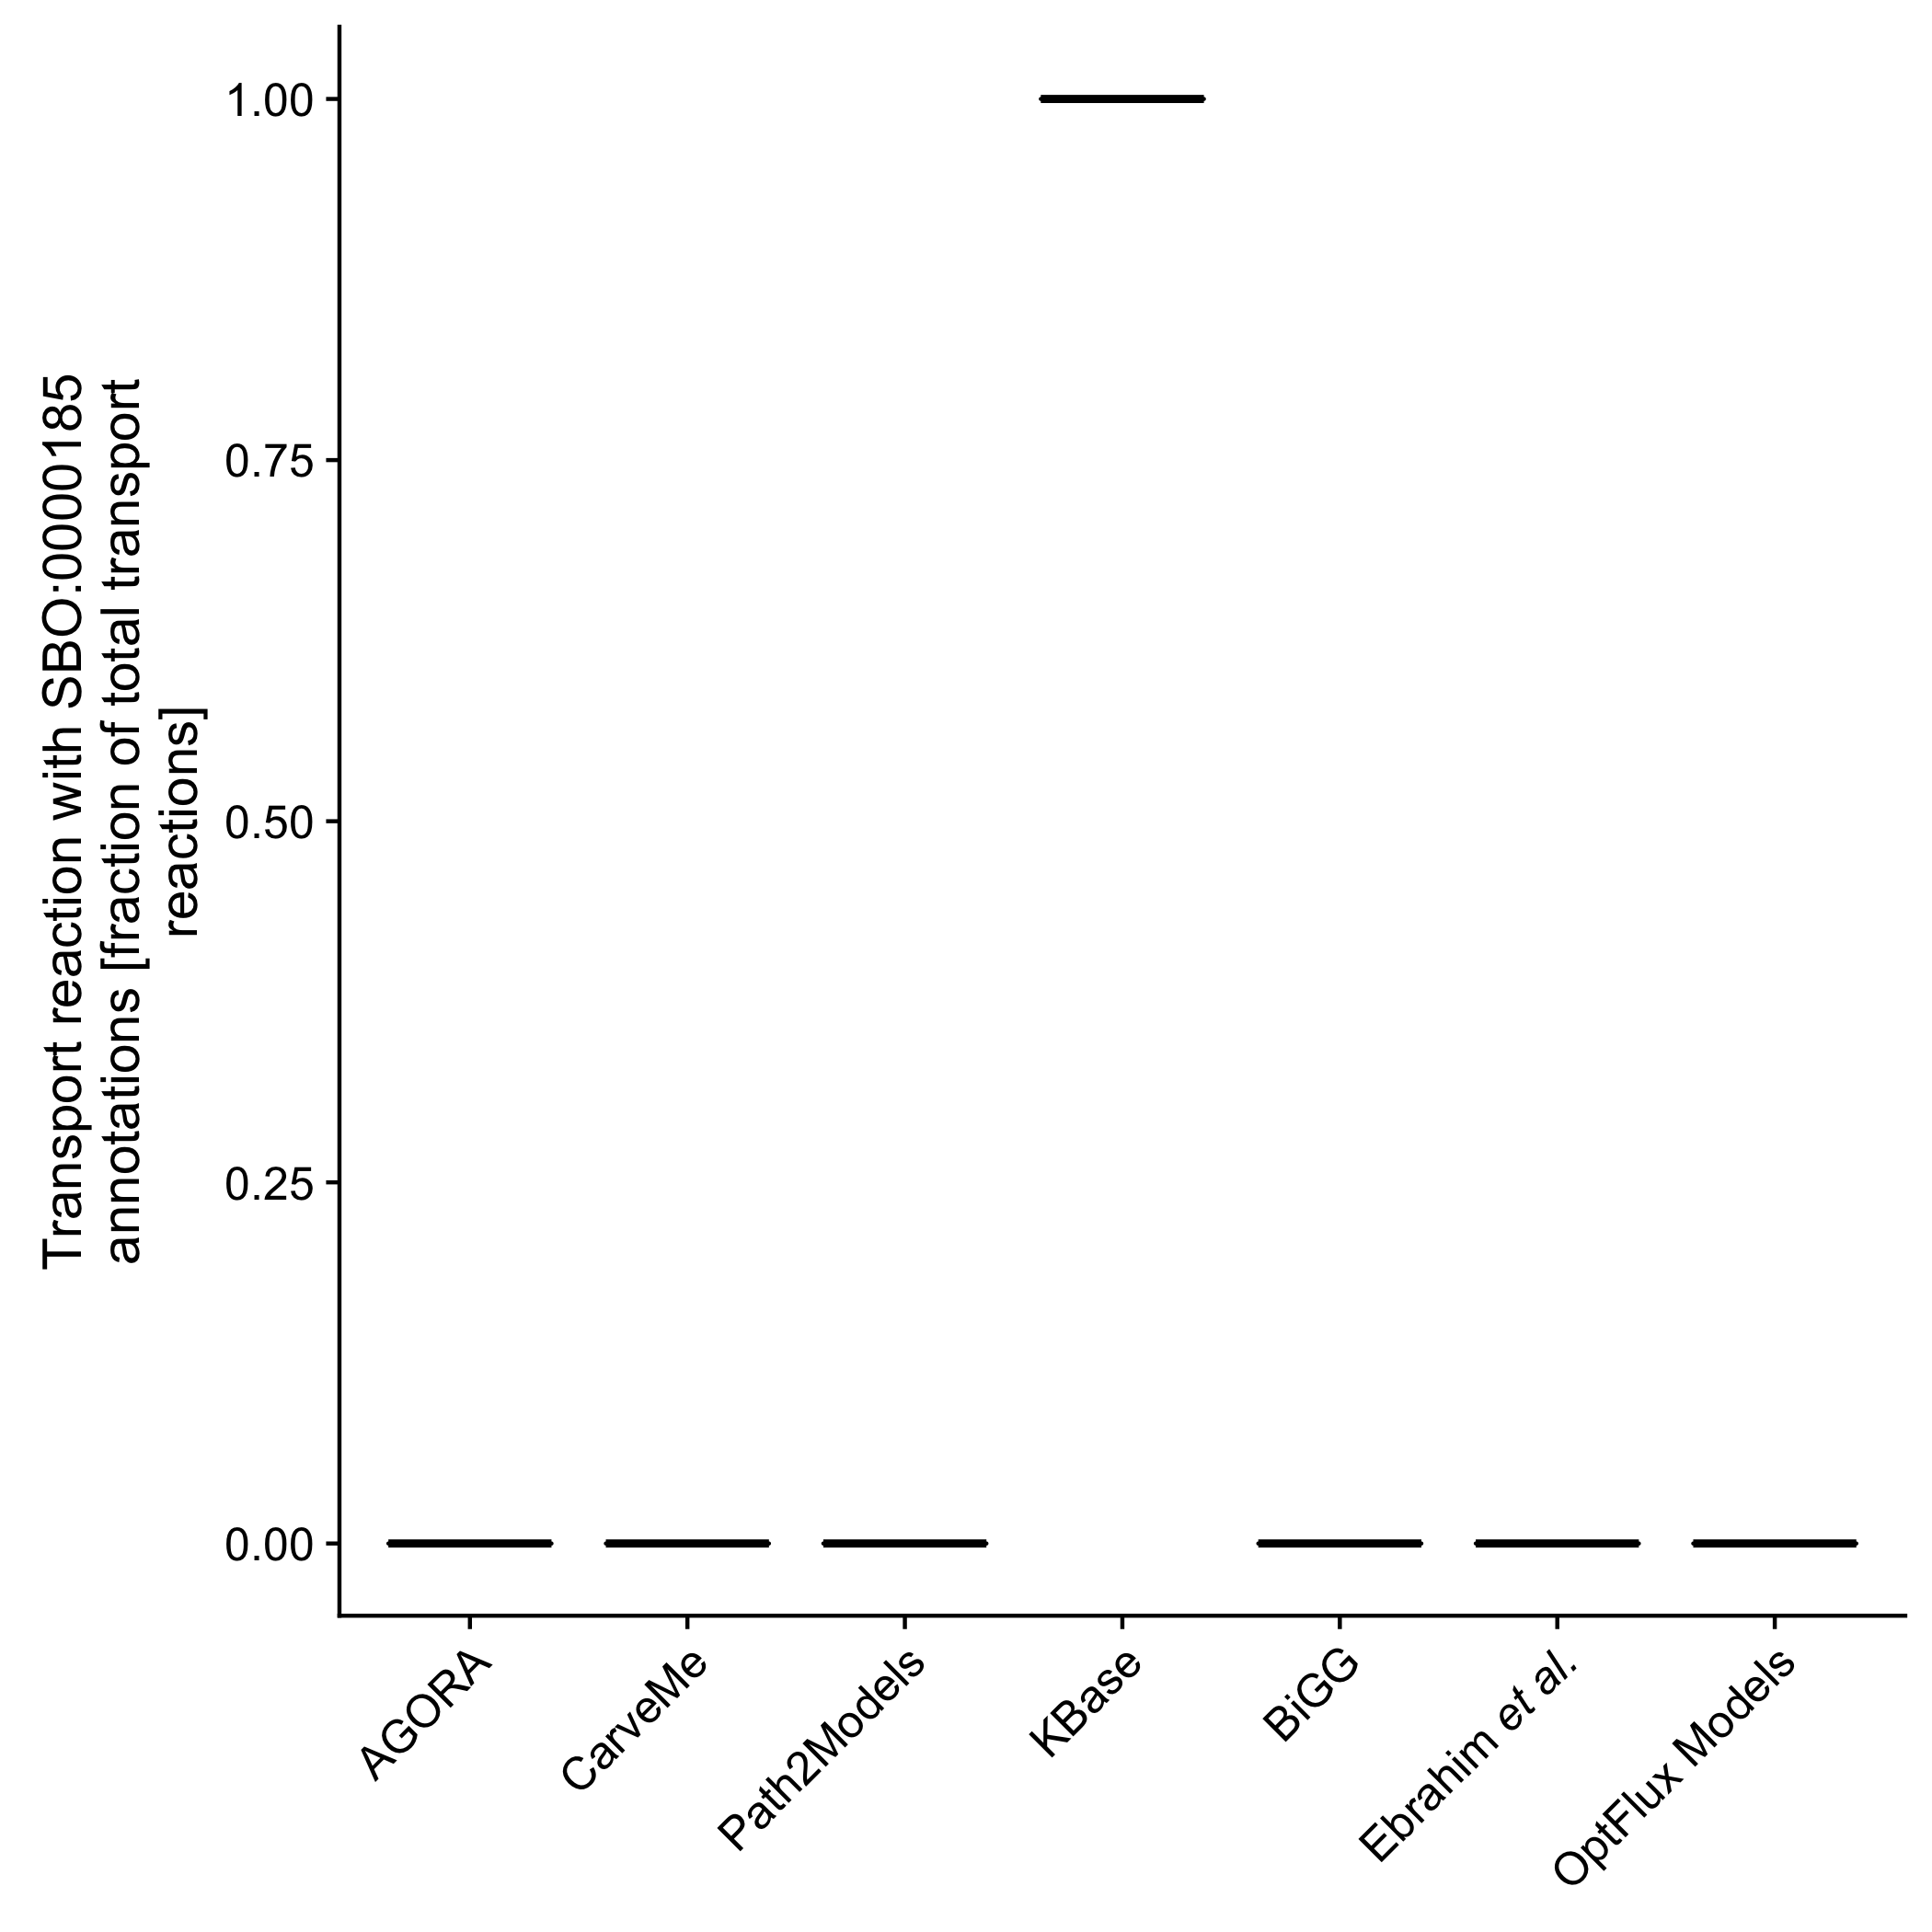 Transport reaction with SBO:0000185
annotations [fraction of total transport
reactions]
1.00
0.75
0.50
0.25
0.00
AGORA
CarveMe
Path2Models
KBase
BiGG
Ebrahim et al.
OptFlux Models